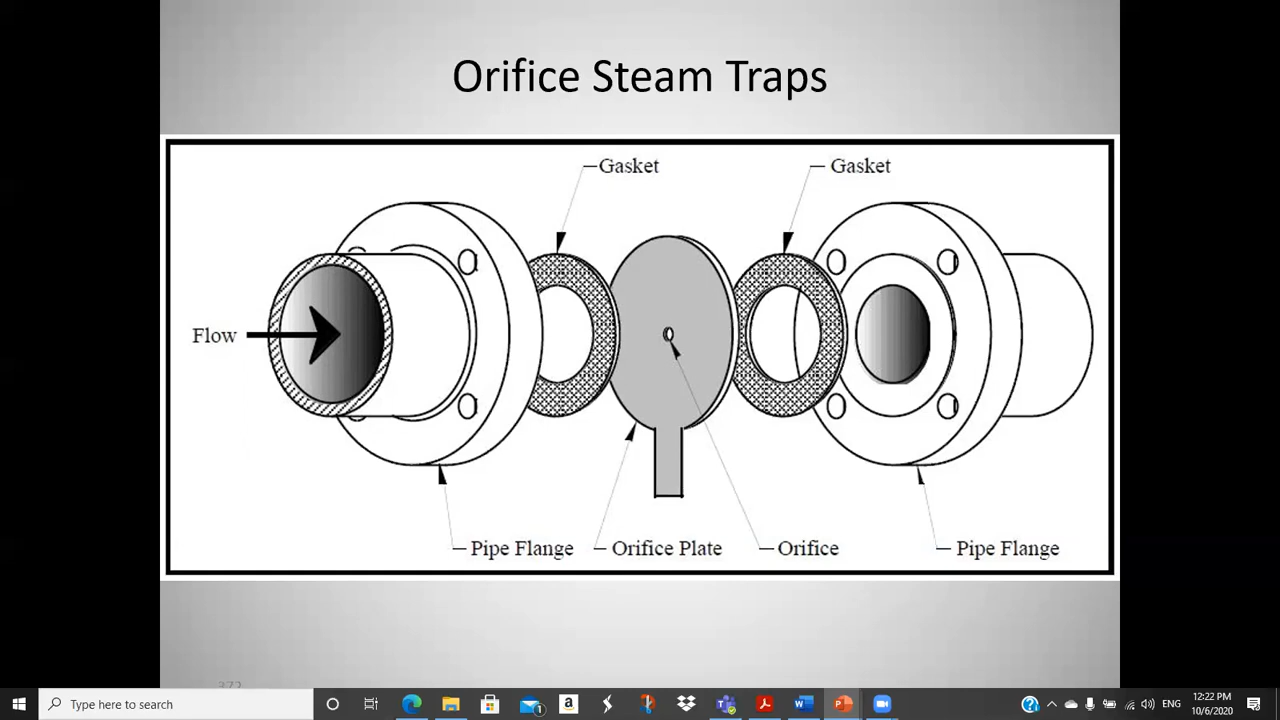 Orifice Steam Traps
Gasket
Gasket
Flow
Pipe Flange
Orifice Plate
Orifice
Pipe Flange
Type here to search
1
ENG
12:22 PM
10/6/2020